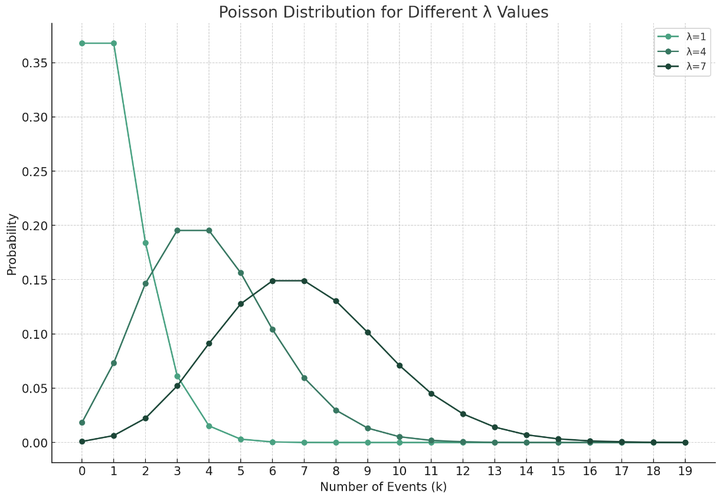 Poisson Distribution for Different λ Values
λ=1
λ=4
λ=7
Probability
0.35
0.30
0.25
0.20
0.15
0.10
0.05
0.00
0 1 2 3 4 5 6 7 8 9 10 11 12 13 14 15 16 17 18 19
Number of Events (k)